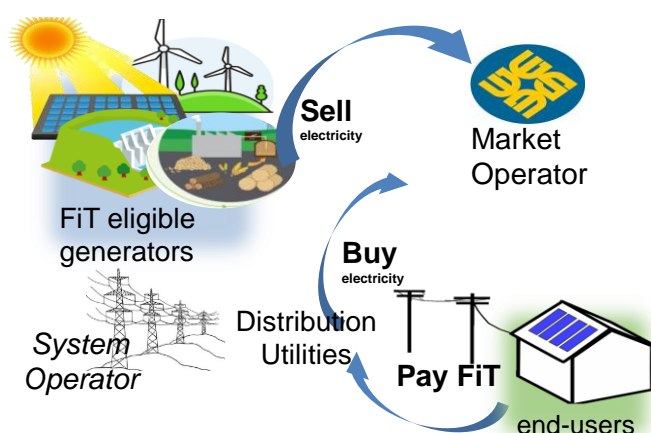 Sell
electricity
Market
Operator
FiT eligible
generators
Buy
electricity
System
Operator
Distribution
Utilities
Pay FiT
end-users